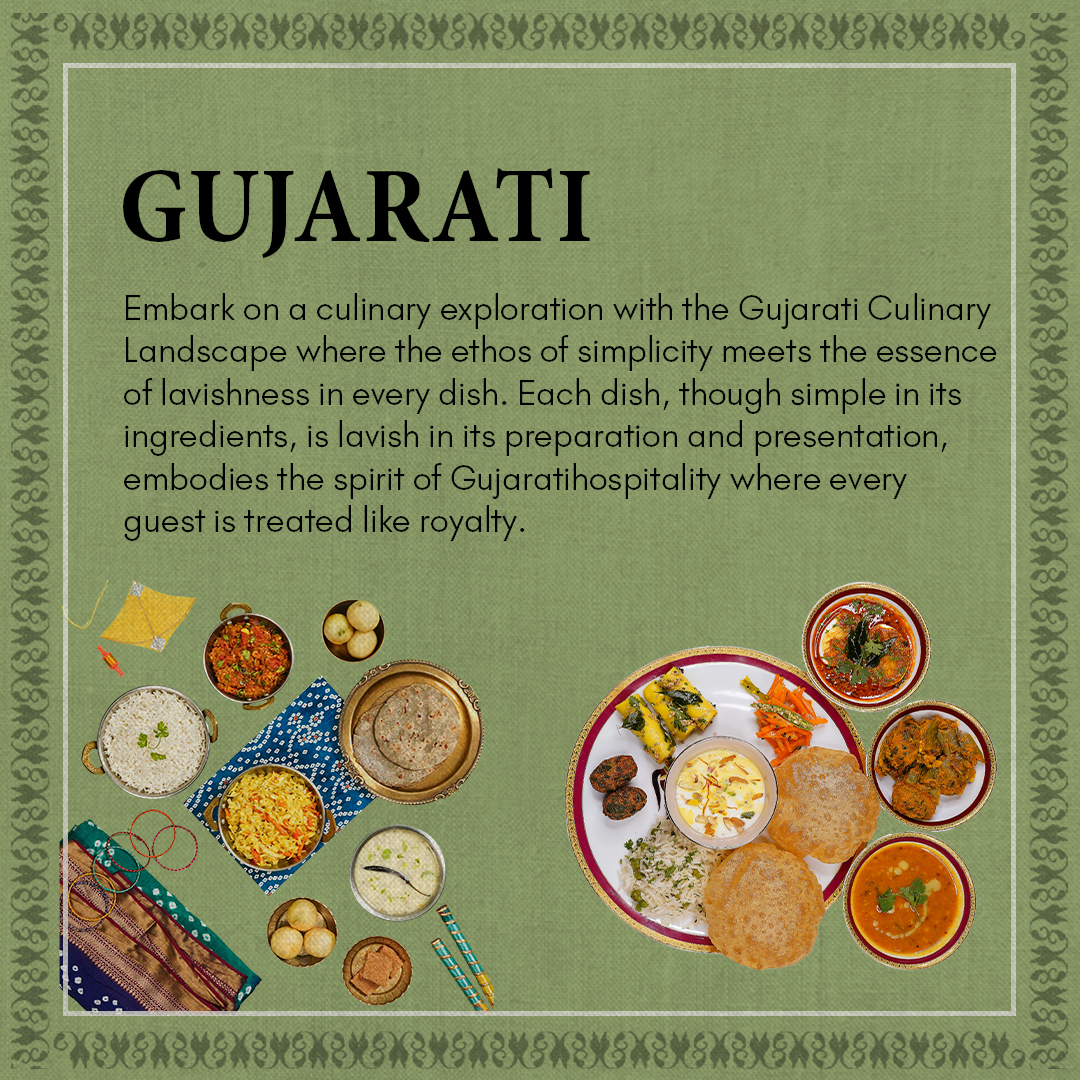 GUJARATI
Embark on a culinary exploration with the Gujarati Culinary
Landscape where the ethos of simplicity meets the essence
of lavishness in every dish. Each dish, though simple in its
ingredients, is lavish in its preparation and presentation,
embodies the spirit of Gujaratihospitality where every
guest is treated like royalty.